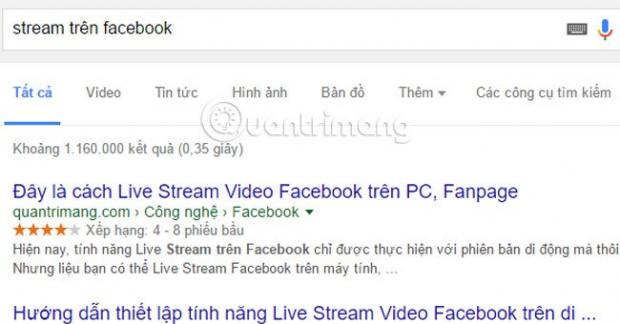 stream trên facebook
Tất cả Video Tin tức Hình ảnh Bản đồ Thêm Các công cụ tìm kiếm
Quantrimang
Khoảng 1.160.000 kết quả (0,35 giây)
Đây là cách Live Stream Video Facebook trên PC, Fanpage
quantrimang.com › Công nghệ › Facebook
Xếp hạng: 4 - 8 phiếu bầu
Hiện nay, tính năng Live Stream trên Facebook chỉ được thực hiện với phiên bản di động mà thôi
Nhưng liệu bạn có thể Live Stream Facebook trên máy tính, ...
Hướng dẫn thiết lập tính năng Live Stream Video Facebook trên di ...